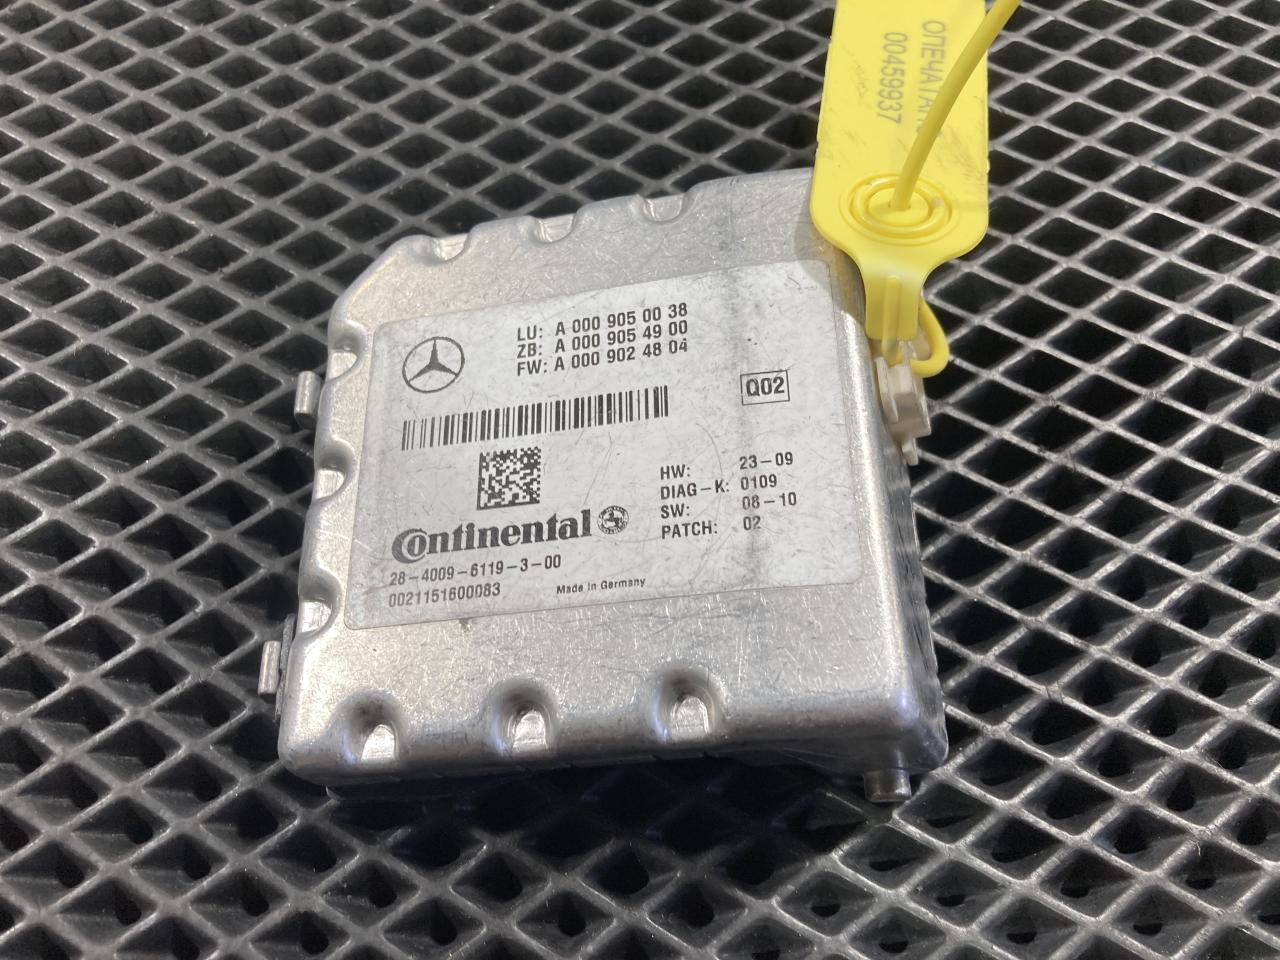 ОПЕЧАТАНО
00459937
LU: A 000 905 00 38
ZB: A 000 905 49 00
FW: A 000 902 48 04
Q02
HW: 23-09
DIAG-K: 0109
SW: 08-10
PATCH: 02
Continental
28-4009-6119-3-00
0021151600083
Made in Germany